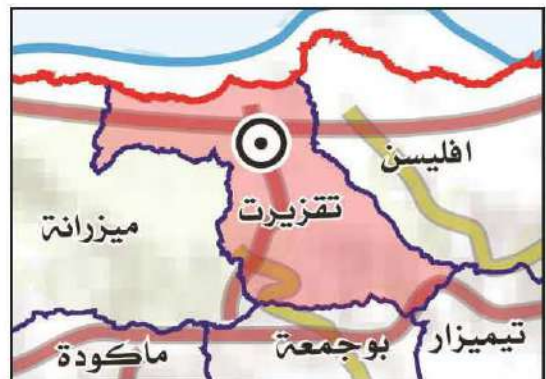 افليسن
تقزيرت
ميزرانة
تيميزار
بوجمعة
ماكودة